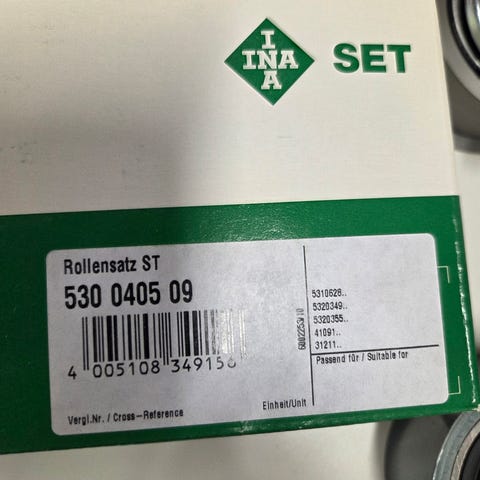 INA
INA
SET
Rollensatz ST
530 0405 09
4 005108 349156
5310628..
5320349..
5320355..
41091..
31211..
Passend für / Suitable for
Einheit/Unit
Vergl.Nr. / Cross-Reference